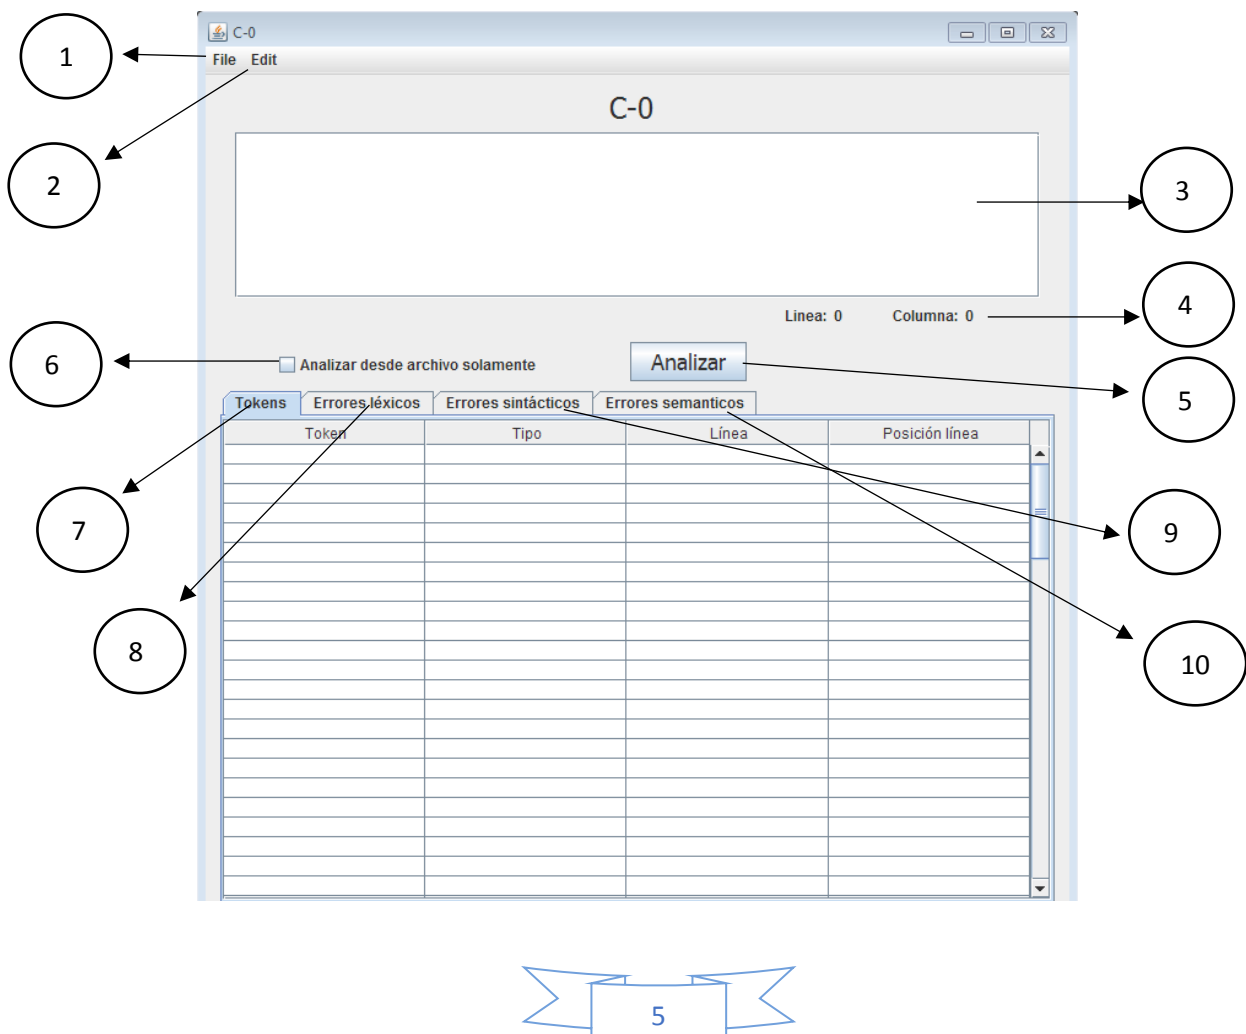 C-0
File Edit
1
C-0
2
3
Linea: 0 Columna: 0
4
6
Analizar desde archivo solamente
Analizar
5
Tokens Errores léxicos Errores sintácticos Errores semanticos
Token Tipo Línea Posición línea
7
9
8
10
5